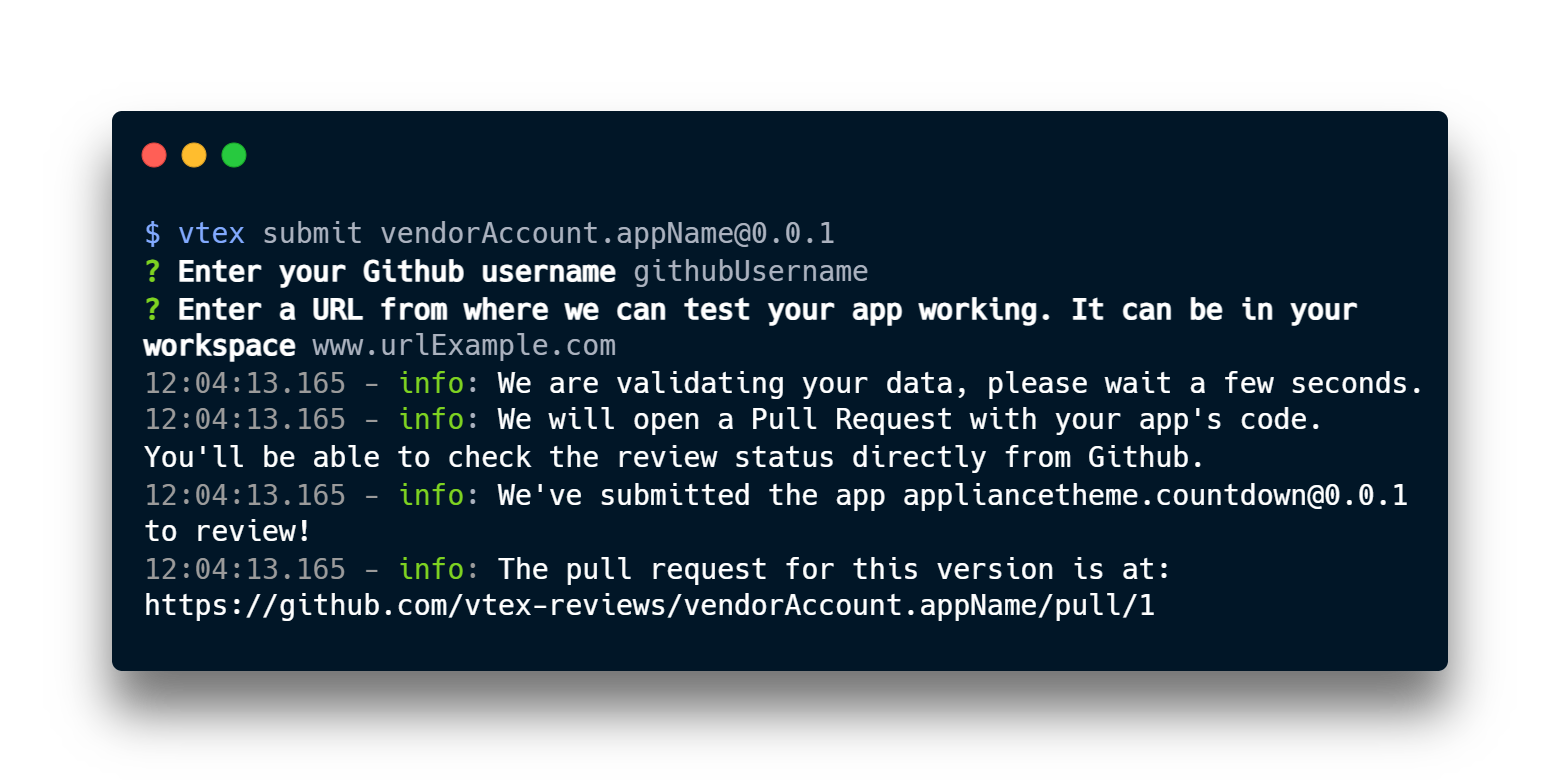 $ vtex submit vendorAccount.appName@0.0.1
? Enter your Github username githubUsername
? Enter a URL from where we can test your app working. It can be in your
workspace www.urlExample.com
12:04:13.165 - info: We are validating your data, please wait a few seconds.
12:04:13.165 - info: We will open a Pull Request with your app's code.
You'll be able to check the review status directly from Github.
12:04:13.165 - info: We've submitted the app appliancetheme.countdown@0.0.1
to review!
12:04:13.165 - info: The pull request for this version is at:
https://github.com/vtex-reviews/vendorAccount.appName/pull/1